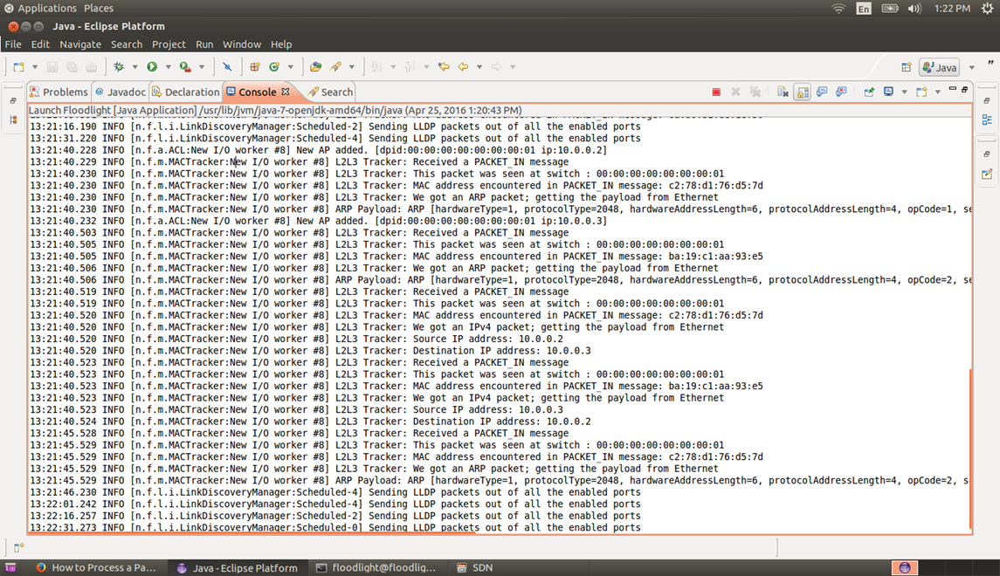 Applications Places En 1:22 PM
Java - Eclipse Platform
File Edit Navigate Search Project Run Window Help
Java
Problems @ Javadoc Declaration Console Search
Launch Floodlight [Java Application] /usr/lib/jvm/java-7-openjdk-amd64/bin/java (Apr 25, 2016 1:20:43 PM)
13:21:16.190 INFO [n.f.l.i.LinkDiscoveryManager:Scheduled-2] Sending LLDP packets out of all the enabled ports
13:21:31.220 INFO [n.f.l.i.LinkDiscoveryManager:Scheduled-4] Sending LLDP packets out of all the enabled ports
13:21:40.228 INFO [n.f.a.ACL:New I/O worker #8] New AP added. [dpid:00:00:00:00:00:00:00:01 ip:10.0.0.2]
13:21:40.229 INFO [n.f.m.MACTracker:New I/O worker #8] L2L3 Tracker: Received a PACKET_IN message
13:21:40.230 INFO [n.f.m.MACTracker:New I/O worker #8] L2L3 Tracker: This packet was seen at switch : 00:00:00:00:00:00:00:01
13:21:40.230 INFO [n.f.m.MACTracker:New I/O worker #8] L2L3 Tracker: MAC address encountered in PACKET_IN message: c2:78:d1:76:d5:7d
13:21:40.230 INFO [n.f.m.MACTracker:New I/O worker #8] L2L3 Tracker: We got an ARP packet; getting the payload from Ethernet
13:21:40.230 INFO [n.f.m.MACTracker:New I/O worker #8] ARP Payload: ARP [hardwareType=1, protocolType=2048, hardwareAddressLength=6, protocolAddressLength=4, opCode=1, se
13:21:40.232 INFO [n.f.a.ACL:New I/O worker #8] New AP added. [dpid:00:00:00:00:00:00:00:01 ip:10.0.0.3]
13:21:40.503 INFO [n.f.m.MACTracker:New I/O worker #8] L2L3 Tracker: Received a PACKET_IN message
13:21:40.505 INFO [n.f.m.MACTracker:New I/O worker #8] L2L3 Tracker: This packet was seen at switch : 00:00:00:00:00:00:00:01
13:21:40.505 INFO [n.f.m.MACTracker:New I/O worker #8] L2L3 Tracker: MAC address encountered in PACKET_IN message: ba:19:c1:aa:93:e5
13:21:40.506 INFO [n.f.m.MACTracker:New I/O worker #8] L2L3 Tracker: We got an ARP packet; getting the payload from Ethernet
13:21:40.506 INFO [n.f.m.MACTracker:New I/O worker #8] ARP Payload: ARP [hardwareType=1, protocolType=2048, hardwareAddressLength=6, protocolAddressLength=4, opCode=2, se
13:21:40.519 INFO [n.f.m.MACTracker:New I/O worker #8] L2L3 Tracker: Received a PACKET_IN message
13:21:40.519 INFO [n.f.m.MACTracker:New I/O worker #8] L2L3 Tracker: This packet was seen at switch : 00:00:00:00:00:00:00:01
13:21:40.520 INFO [n.f.m.MACTracker:New I/O worker #8] L2L3 Tracker: MAC address encountered in PACKET_IN message: c2:78:d1:76:d5:7d
13:21:40.520 INFO [n.f.m.MACTracker:New I/O worker #8] L2L3 Tracker: We got an IPv4 packet; getting the payload from Ethernet
13:21:40.520 INFO [n.f.m.MACTracker:New I/O worker #8] L2L3 Tracker: Source IP address: 10.0.0.2
13:21:40.520 INFO [n.f.m.MACTracker:New I/O worker #8] L2L3 Tracker: Destination IP address: 10.0.0.3
13:21:40.523 INFO [n.f.m.MACTracker:New I/O worker #8] L2L3 Tracker: Received a PACKET_IN message
13:21:40.523 INFO [n.f.m.MACTracker:New I/O worker #8] L2L3 Tracker: This packet was seen at switch : 00:00:00:00:00:00:00:01
13:21:40.523 INFO [n.f.m.MACTracker:New I/O worker #8] L2L3 Tracker: MAC address encountered in PACKET_IN message: ba:19:c1:aa:93:e5
13:21:40.523 INFO [n.f.m.MACTracker:New I/O worker #8] L2L3 Tracker: We got an IPv4 packet; getting the payload from Ethernet
13:21:40.523 INFO [n.f.m.MACTracker:New I/O worker #8] L2L3 Tracker: Source IP address: 10.0.0.3
13:21:40.524 INFO [n.f.m.MACTracker:New I/O worker #8] L2L3 Tracker: Destination IP address: 10.0.0.2
13:21:45.528 INFO [n.f.m.MACTracker:New I/O worker #8] L2L3 Tracker: Received a PACKET_IN message
13:21:45.529 INFO [n.f.m.MACTracker:New I/O worker #8] L2L3 Tracker: This packet was seen at switch : 00:00:00:00:00:00:00:01
13:21:45.529 INFO [n.f.m.MACTracker:New I/O worker #8] L2L3 Tracker: MAC address encountered in PACKET_IN message: c2:78:d1:76:d5:7d
13:21:45.529 INFO [n.f.m.MACTracker:New I/O worker #8] L2L3 Tracker: We got an ARP packet; getting the payload from Ethernet
13:21:45.529 INFO [n.f.m.MACTracker:New I/O worker #8] ARP Payload: ARP [hardwareType=1, protocolType=2048, hardwareAddressLength=6, protocolAddressLength=4, opCode=2, se
13:21:46.230 INFO [n.f.l.i.LinkDiscoveryManager:Scheduled-4] Sending LLDP packets out of all the enabled ports
13:22:01.242 INFO [n.f.l.i.LinkDiscoveryManager:Scheduled-4] Sending LLDP packets out of all the enabled ports
13:22:16.257 INFO [n.f.l.i.LinkDiscoveryManager:Scheduled-2] Sending LLDP packets out of all the enabled ports
13:22:31.273 INFO [n.f.l.i.LinkDiscoveryManager:Scheduled-0] Sending LLDP packets out of all the enabled ports
How to Process a Pa... Java - Eclipse Platform floodlight@floodlig... SDN